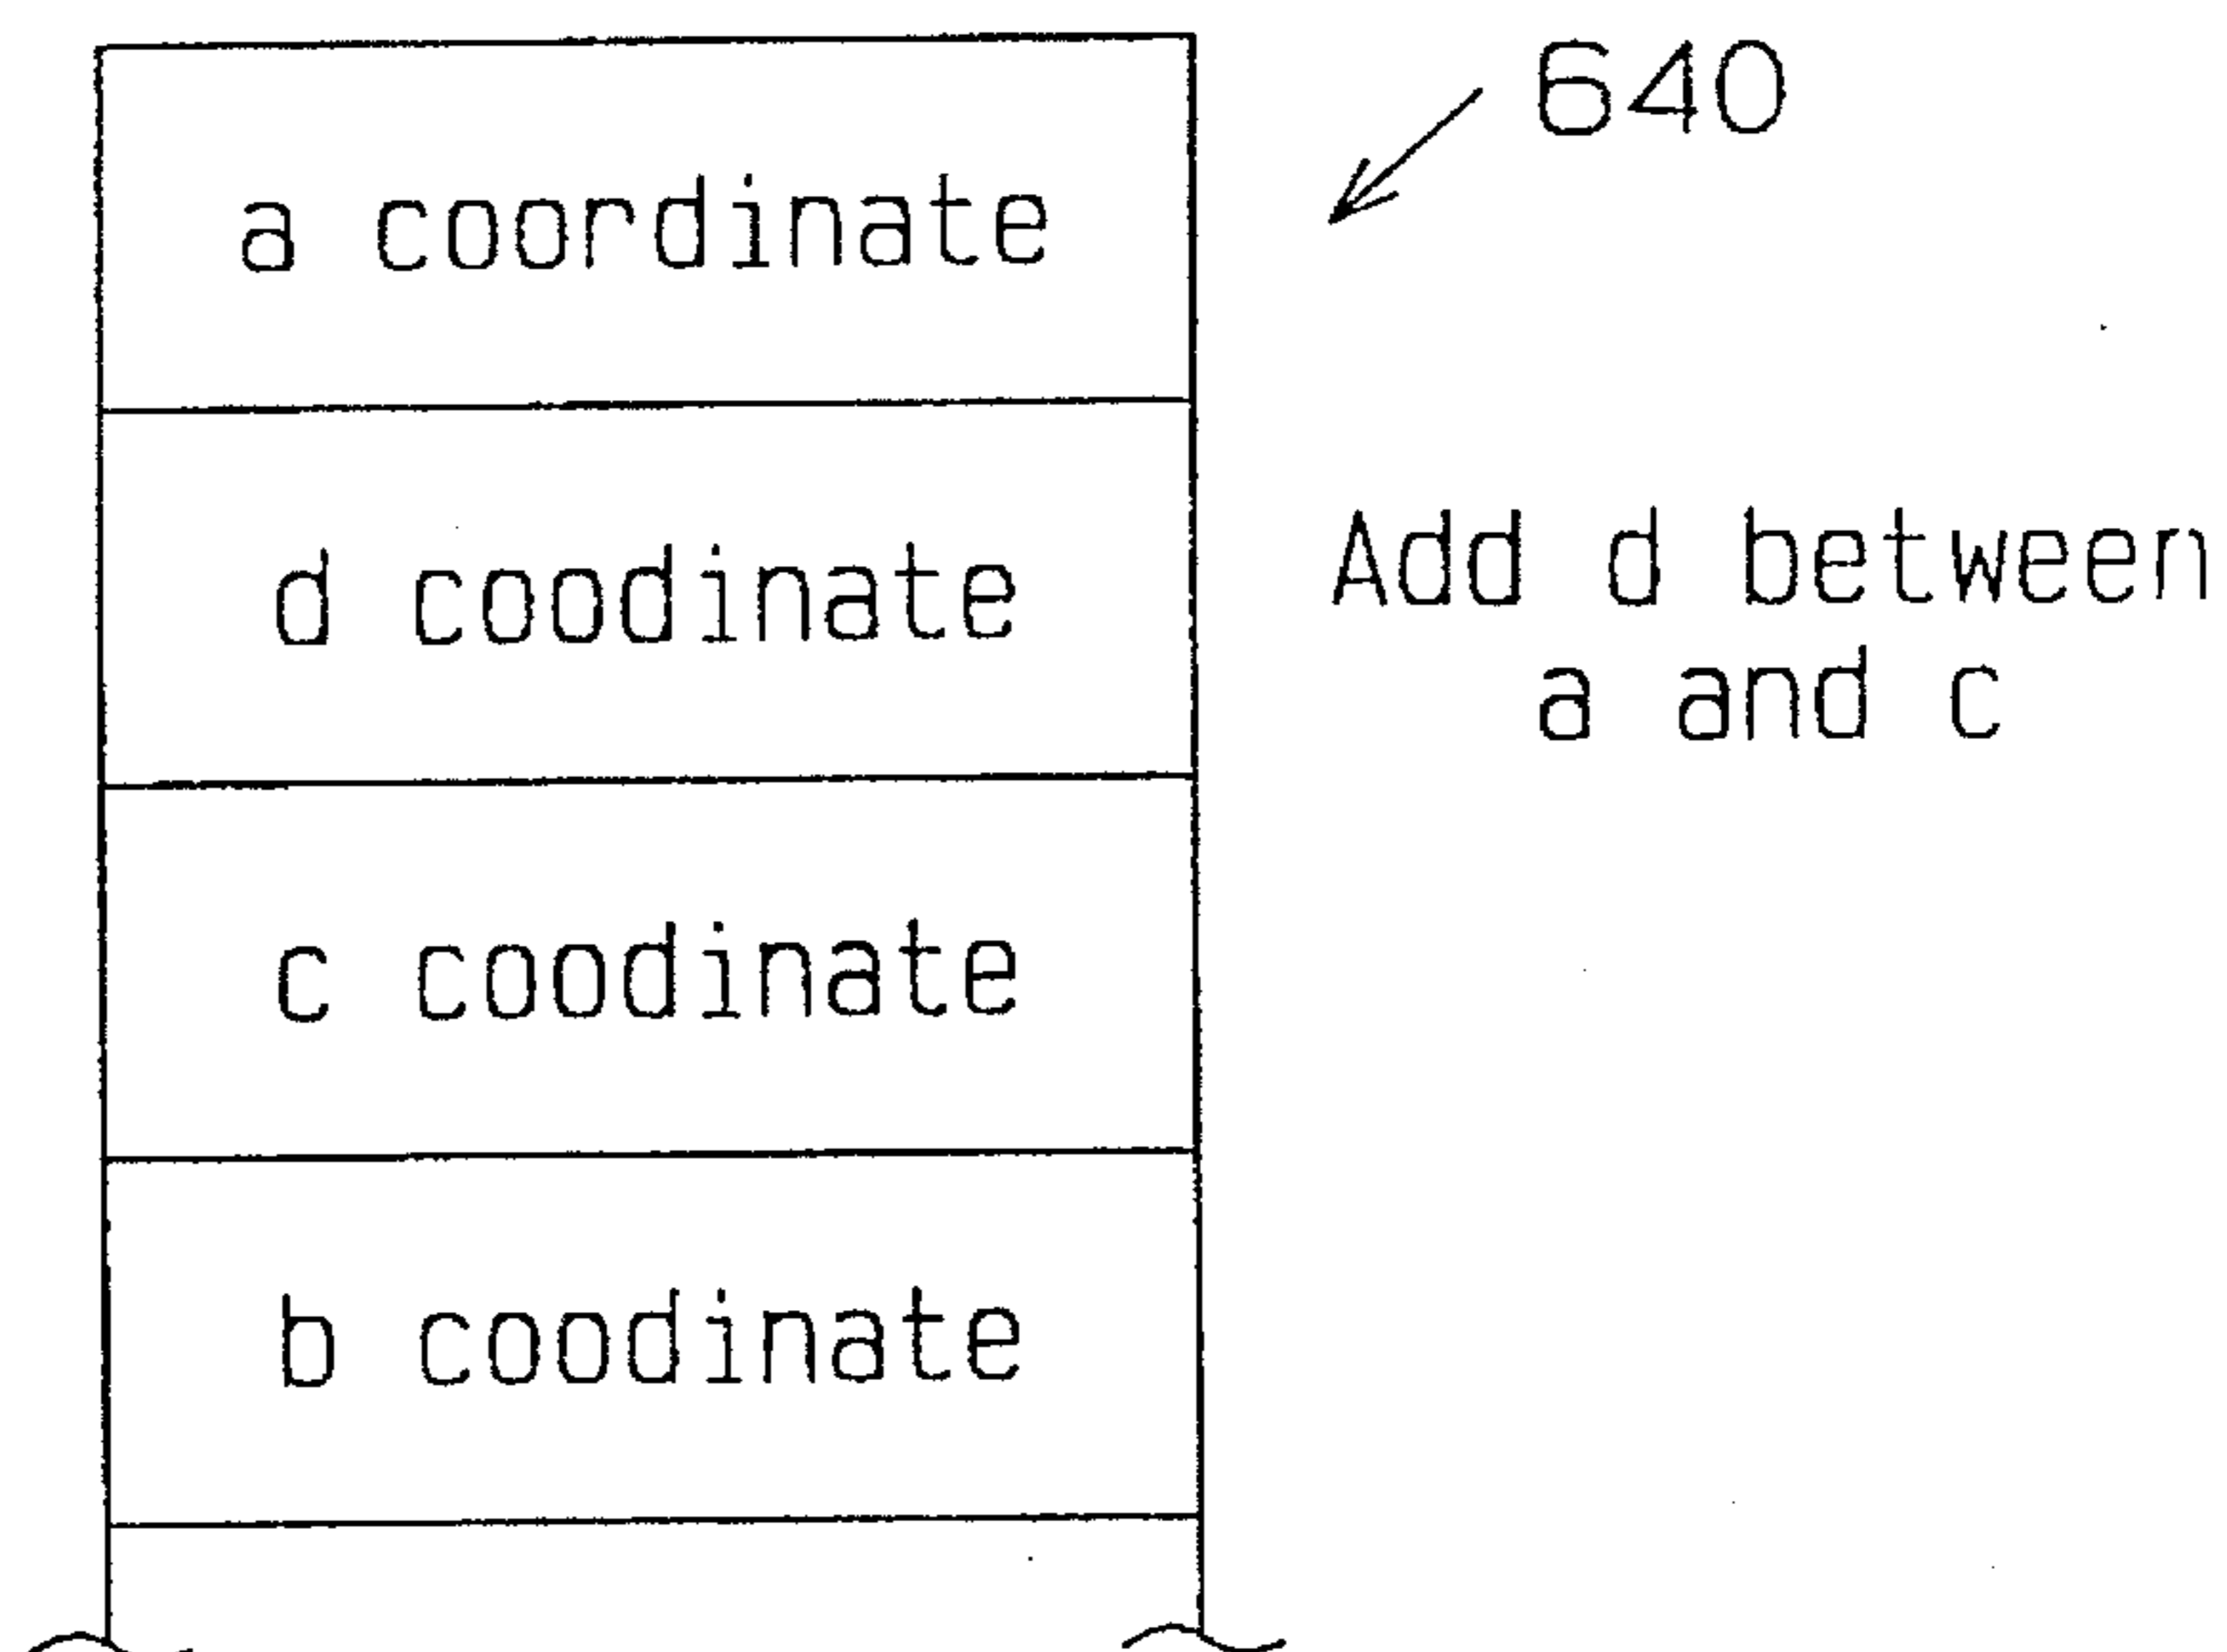 640
a coordinate
d coodinate
Add d between
a and c
c coodinate
b coodinate